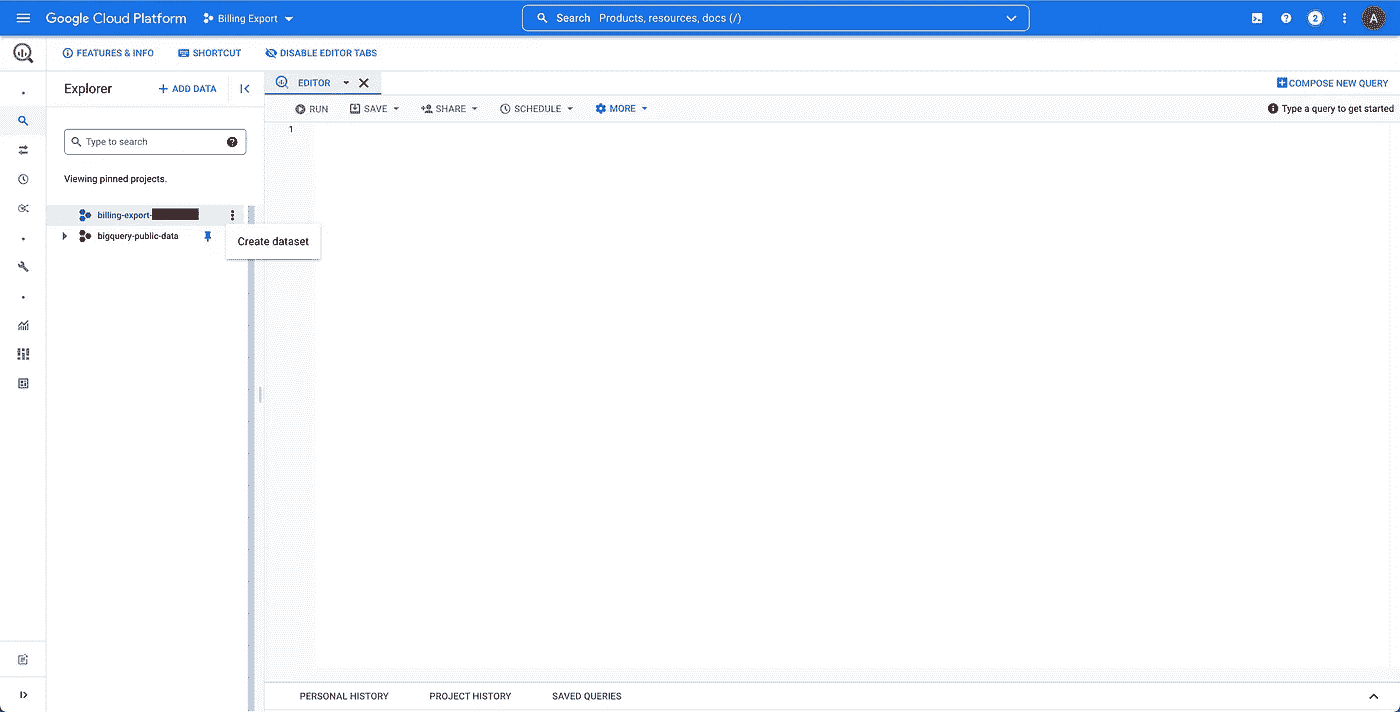 Google Cloud Platform Billing Export Search Products, resources, docs (/) 2 A
FEATURES & INFO SHORTCUT DISABLE EDITOR TABS
Explorer + ADD DATA EDITOR COMPOSE NEW QUERY
RUN SAVE SHARE SCHEDULE MORE Type a query to get started
1
Type to search
Viewing pinned projects.
billing-export-
bigquery-public-data
Create dataset
PERSONAL HISTORY PROJECT HISTORY SAVED QUERIES